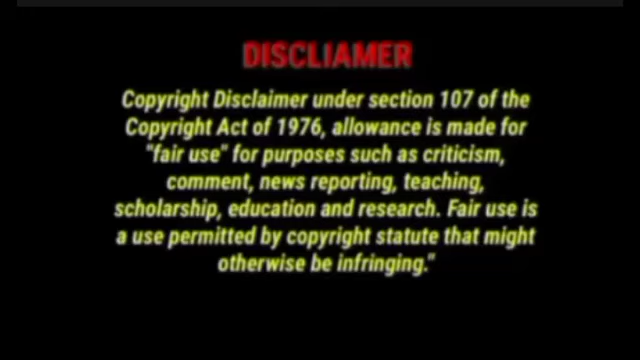 DISCLIAMER
Copyright Disclaimer under section 107 of the
Copyright Act of 1976, allowance is made for
"fair use" for purposes such as criticism,
comment, news reporting, teaching,
scholarship, education and research. Fair use is
a use permitted by copyright statute that might
otherwise be infringing."